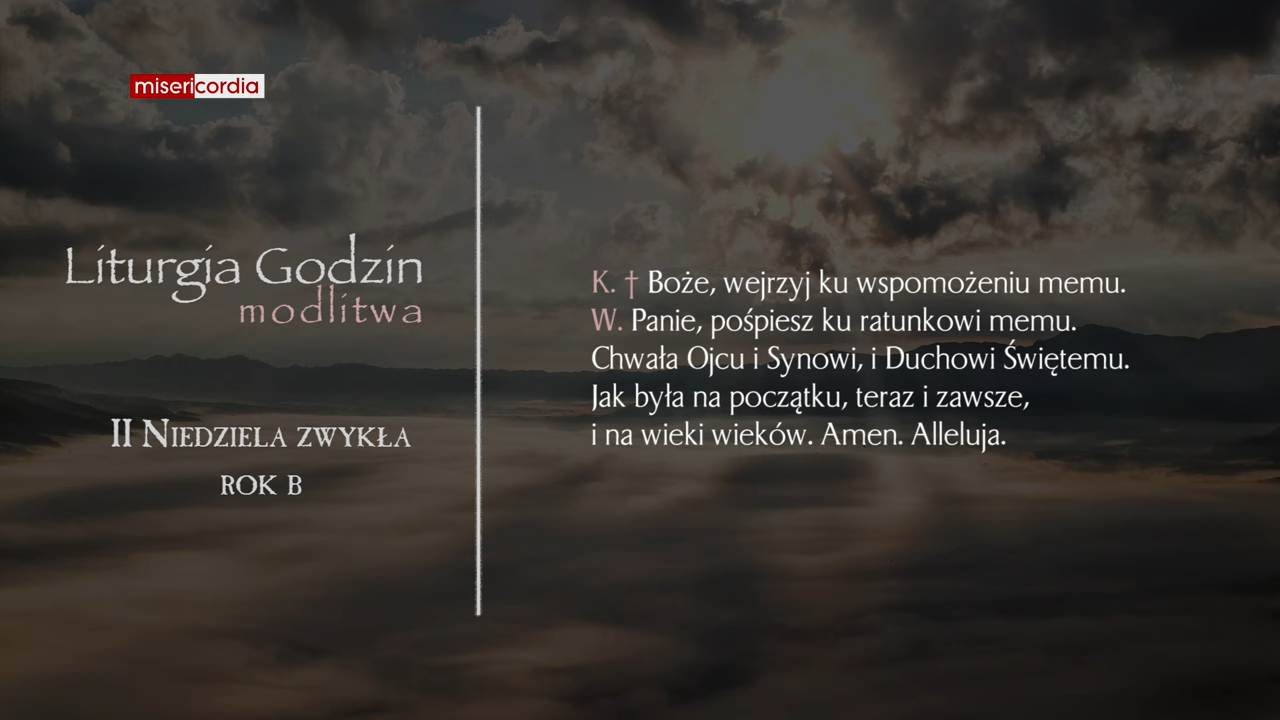 misericordia
Liturgia Godzin
modlitwa
II Niedziela zwykła
rok B
K. † Boże, wejrzyj ku wspomożeniu memu.
W. Panie, pośpiesz ku ratunkowi memu.
Chwała Ojcu i Synowi, i Duchowi Świętemu.
Jak była na początku, teraz i zawsze,
i na wieki wieków. Amen. Alleluja.